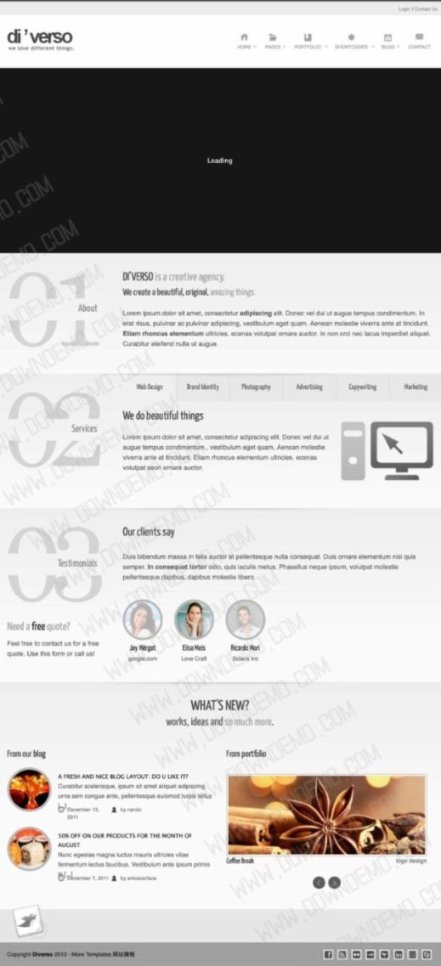 Login | Contact Us
di'verso
we love different things.
HOME PAGES PORTFOLIO SHORTCODES BLOG CONTACT
Loading
01
About
DI'VERSO is a creative agency.
We create a beautiful, original, amazing things.
Lorem ipsum dolor sit amet, consectetur adipiscing elit. Donec vel dui ut augue tempus condimentum. In
erat risus, pulvinar ac pulvinar adipiscing, vestibulum eget quam. Aenean molestie viverra ante at tincidunt.
Etiam rhoncus elementum ultricies, ecenas volutpat ornare auctor. In non orci nec lacus imperdiet aliquet.
Curabitur eleifend nulla ut augue.
02
Services
Web Design Brand Identity Photography Advertising Copywriting Marketing
We do beautiful things
Lorem ipsum dolor sit amet, consectetur adipiscing elit. Donec vel dui ut
augue tempus condimentum, vestibulum eget quam. Aenean molestie
viverra ante at tincidunt. Etiam rhoncus elementum ultricies, ecenas
volutpat seori ornare auctor.
03
Testimonials
Our clients say
Duis bibendum massa in felis auctor at pellentesque nulla consequat. Duis ornare elementum nisl quis
semper. In consequat tortor odio, quis iaculis metus. Phasellus neque ipsum, volutpat molestie
pellentesque dapibus, dapibus molestie libero
Need a free quote?
Feel free to contact us for a free
quote. Use this form or call us!
Joy Mérgot
google.com
Elisa Meis
Love Craft
Ricardo Mori
Solaria Inc
WHAT'S NEW?
works, ideas and so much more.
From our blog
A FRESH AND NICE BLOG LAYOUT: DO U LIKE IT?
Curabitur scelerisque, ipsum sit amet aliquet adipiscing,
urna sem congue ante, pellentesque euismod turpis tellus
[...]
December 13, 2011 by nando
50% OFF ON OUR PRODUCTS FOR THE MONTH OF
AUGUST
Nunc egestas magna luctus mauris ultricies vitae
fermentum lectus faucibus. Vestibulum ante ipsum primis
in [...]
December 7, 2011
From portfolio
Coffee Break
logo design
Copyright Diverso 2010 - More Templates 网站模板
WWW.DOWNDEMO.COM